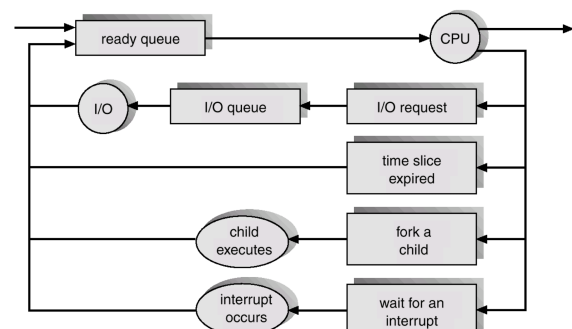 ready queue
CPU
I/O
I/O queue
I/O request
time slice
expired
child
executes
fork a
child
interrupt
occurs
wait for an
interrupt